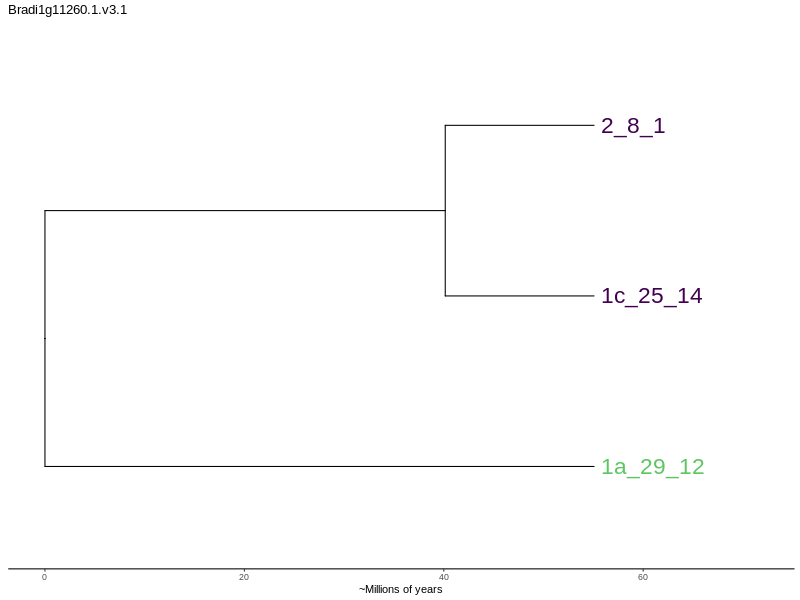 Bradi1g11260.1.v3.1
2_8_1
1c_25_14
1a_29_12
0 20 40 60
~Millions of years